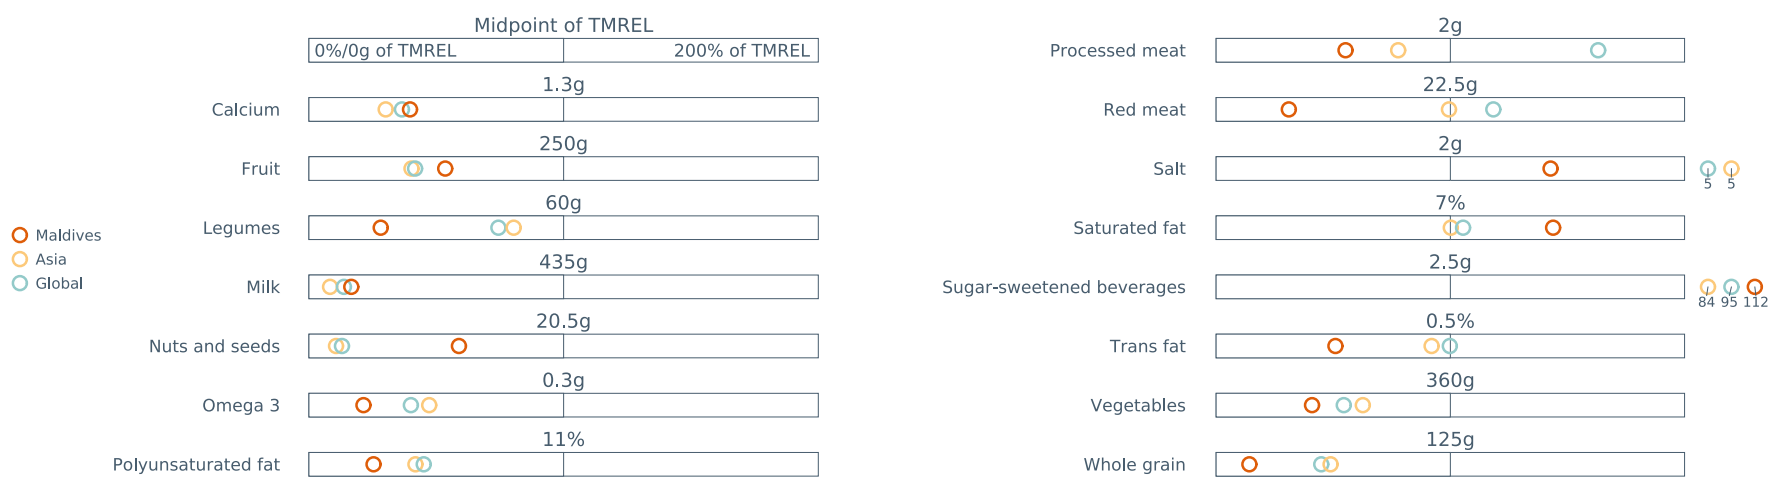 Midpoint of TMREL
0%/0g of TMREL 200% of TMREL
1.3g
Calcium
250g
Fruit
60g
Legumes
435g
Milk
20.5g
Nuts and seeds
0.3g
Omega 3
11%
Polyunsaturated fat
Maldives
Asia
Global
2g
Processed meat
22.5g
Red meat
2g
Salt
5 5
7%
Saturated fat
2.5g
Sugar-sweetened beverages
84 95 112
0.5%
Trans fat
360g
Vegetables
125g
Whole grain